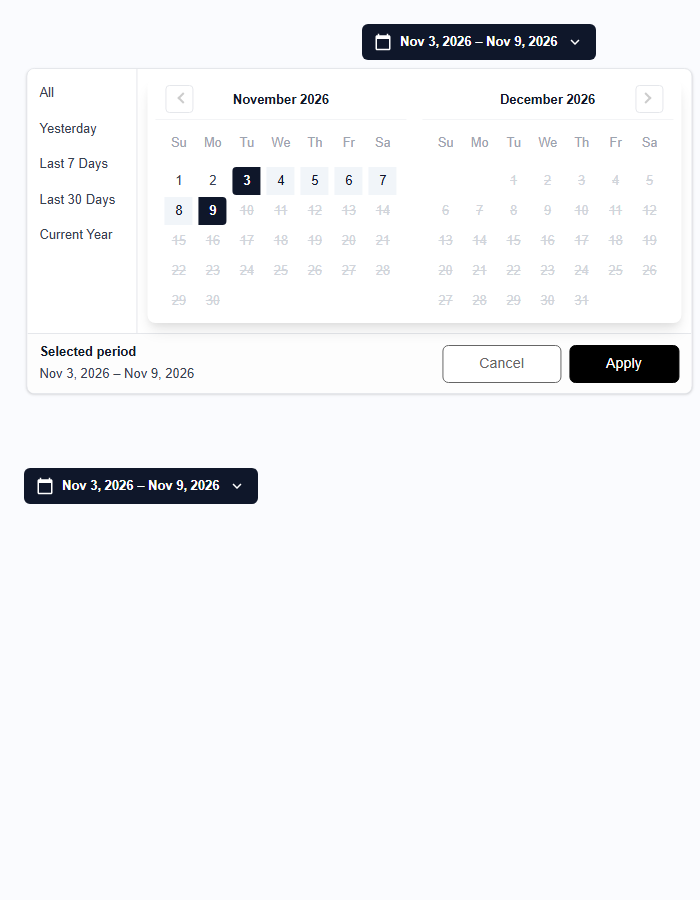 Nov 3, 2026 – Nov 9, 2026
All
Yesterday
Last 7 Days
Last 30 Days
Current Year
November 2026
Su Mo Tu We Th Fr Sa
1 2 3 4 5 6 7
8 9 10 11 12 13 14
15 16 17 18 19 20 21
22 23 24 25 26 27 28
29 30
December 2026
Su Mo Tu We Th Fr Sa
1 2 3 4 5
6 7 8 9 10 11 12
13 14 15 16 17 18 19
20 21 22 23 24 25 26
27 28 29 30 31
Selected period
Nov 3, 2026 – Nov 9, 2026
Cancel
Apply
Nov 3, 2026 – Nov 9, 2026